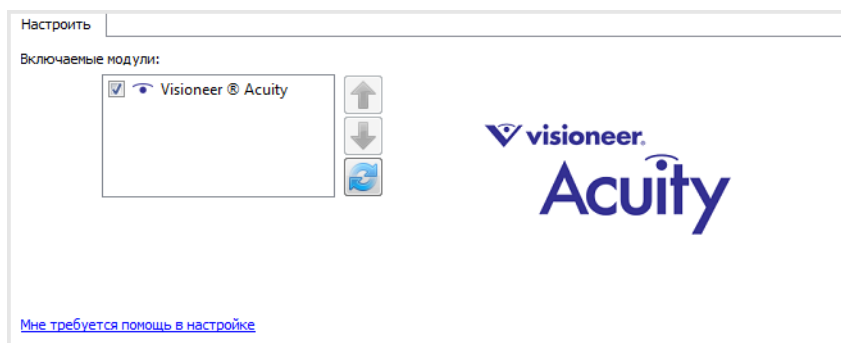 Настроить
Включаемые модули:
Visioneer ® Acuity
visioneer.
Acuity
Мне требуется помощь в настройке